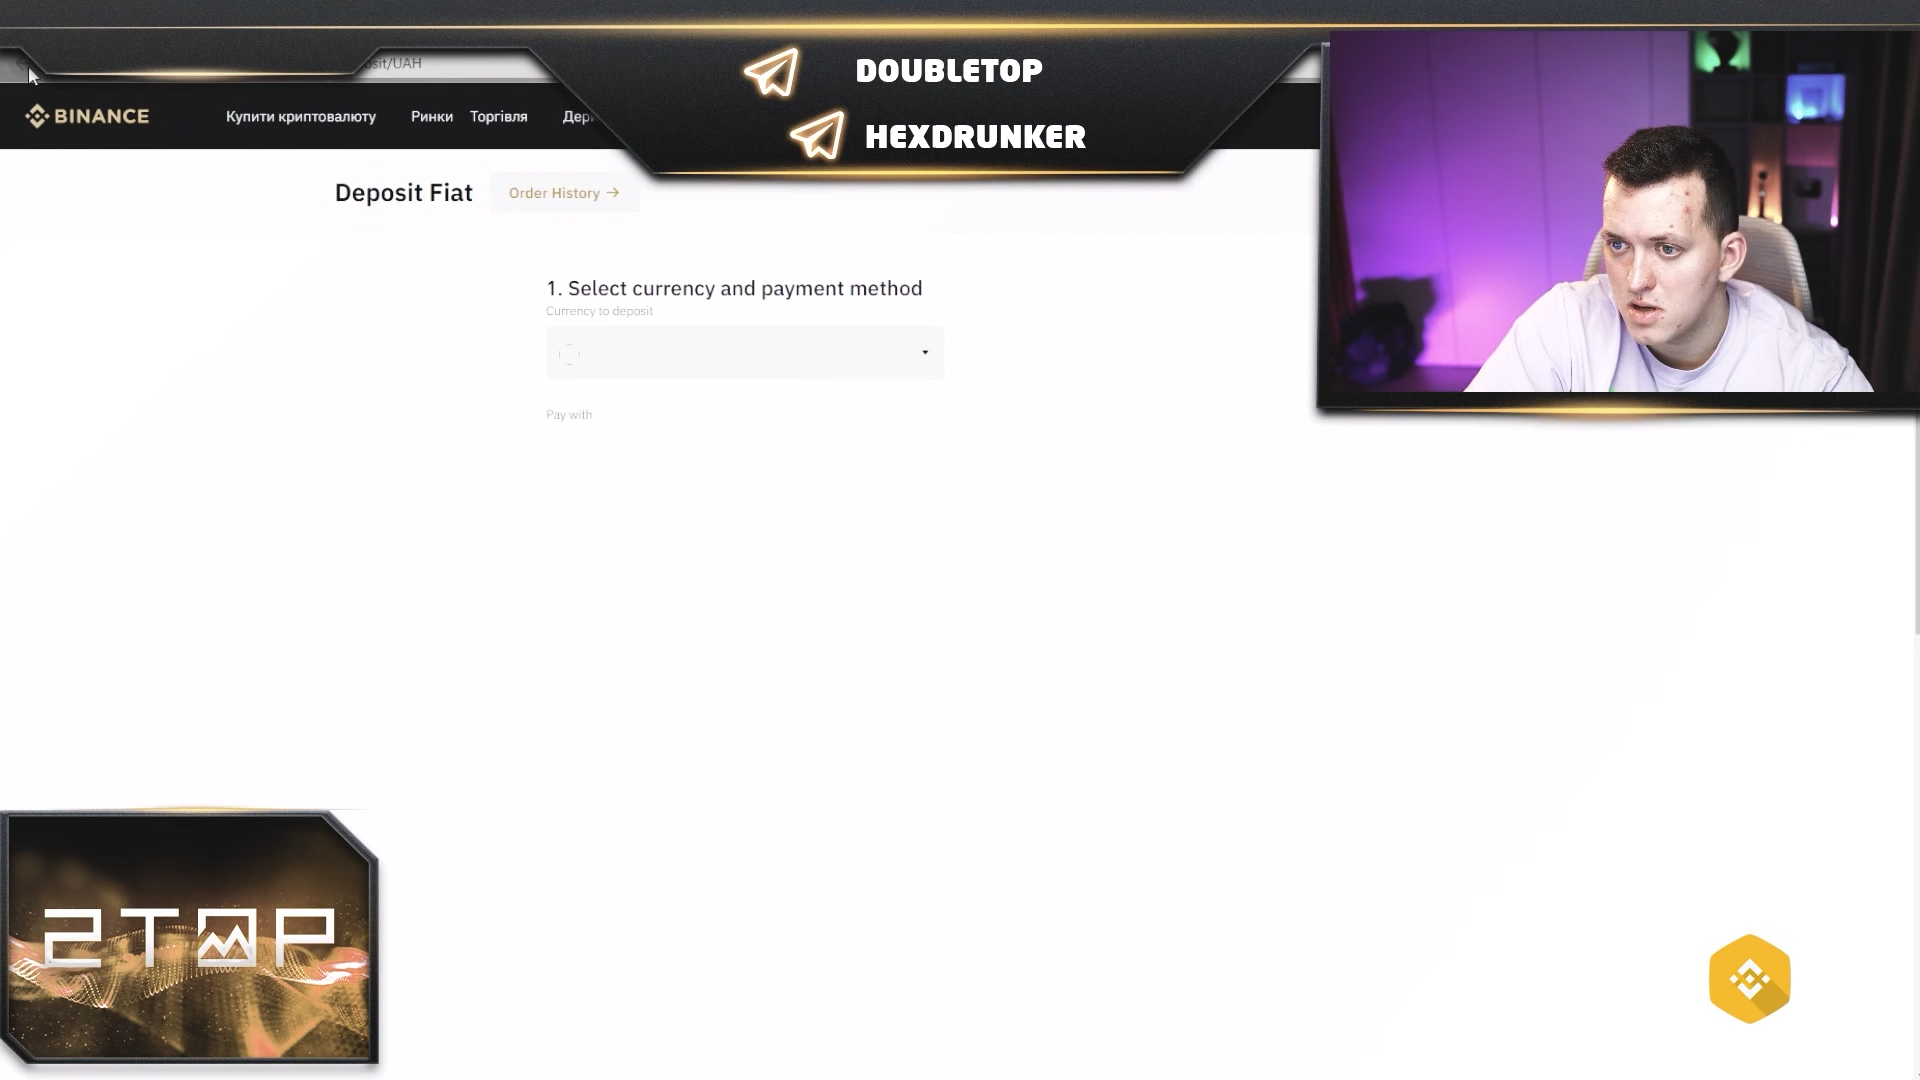 DOUBLETOP
HEXDRUNKER
osit/UAH
BINANCE
Купити криптовалюту
Ринки
Торгівля
Order History →
Deposit Fiat
1. Select currency and payment method
Currency to deposit
Pay with
2TOP